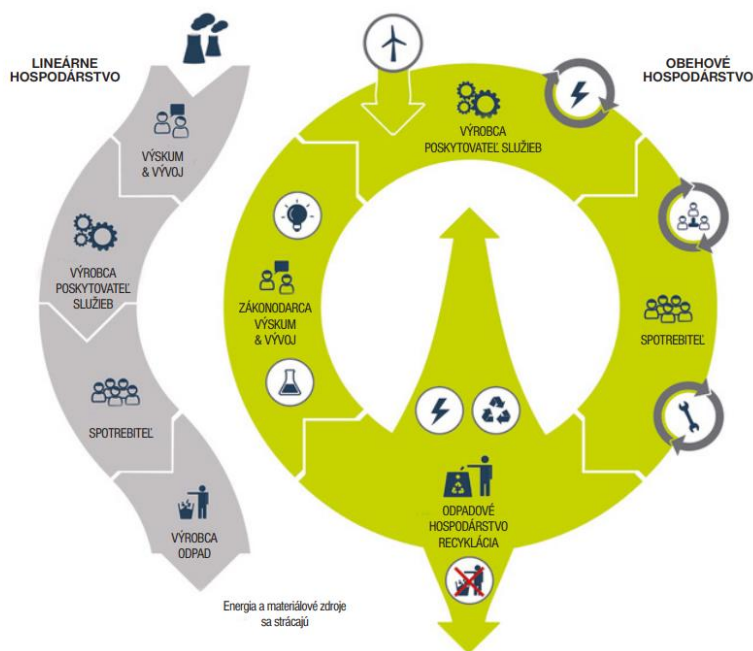 LINEÁRNE
HOSPODÁRSTVO
VÝSKUM
& VÝVOJ
VÝROBCA
POSKYTOVATEĽ
SLUŽIEB
SPOTREBITEĽ
VÝROBCA
ODPAD
Energia a materiálové zdroje
sa strácajú
OBEHOVÉ
HOSPODÁRSTVO
VÝROBCA
POSKYTOVATEĽ SLUŽIEB
ZÁKONODARCA
VÝSKUM
& VÝVOJ
SPOTREBITEĽ
ODPADOVÉ
HOSPODÁRSTVO
RECYKLÁCIA